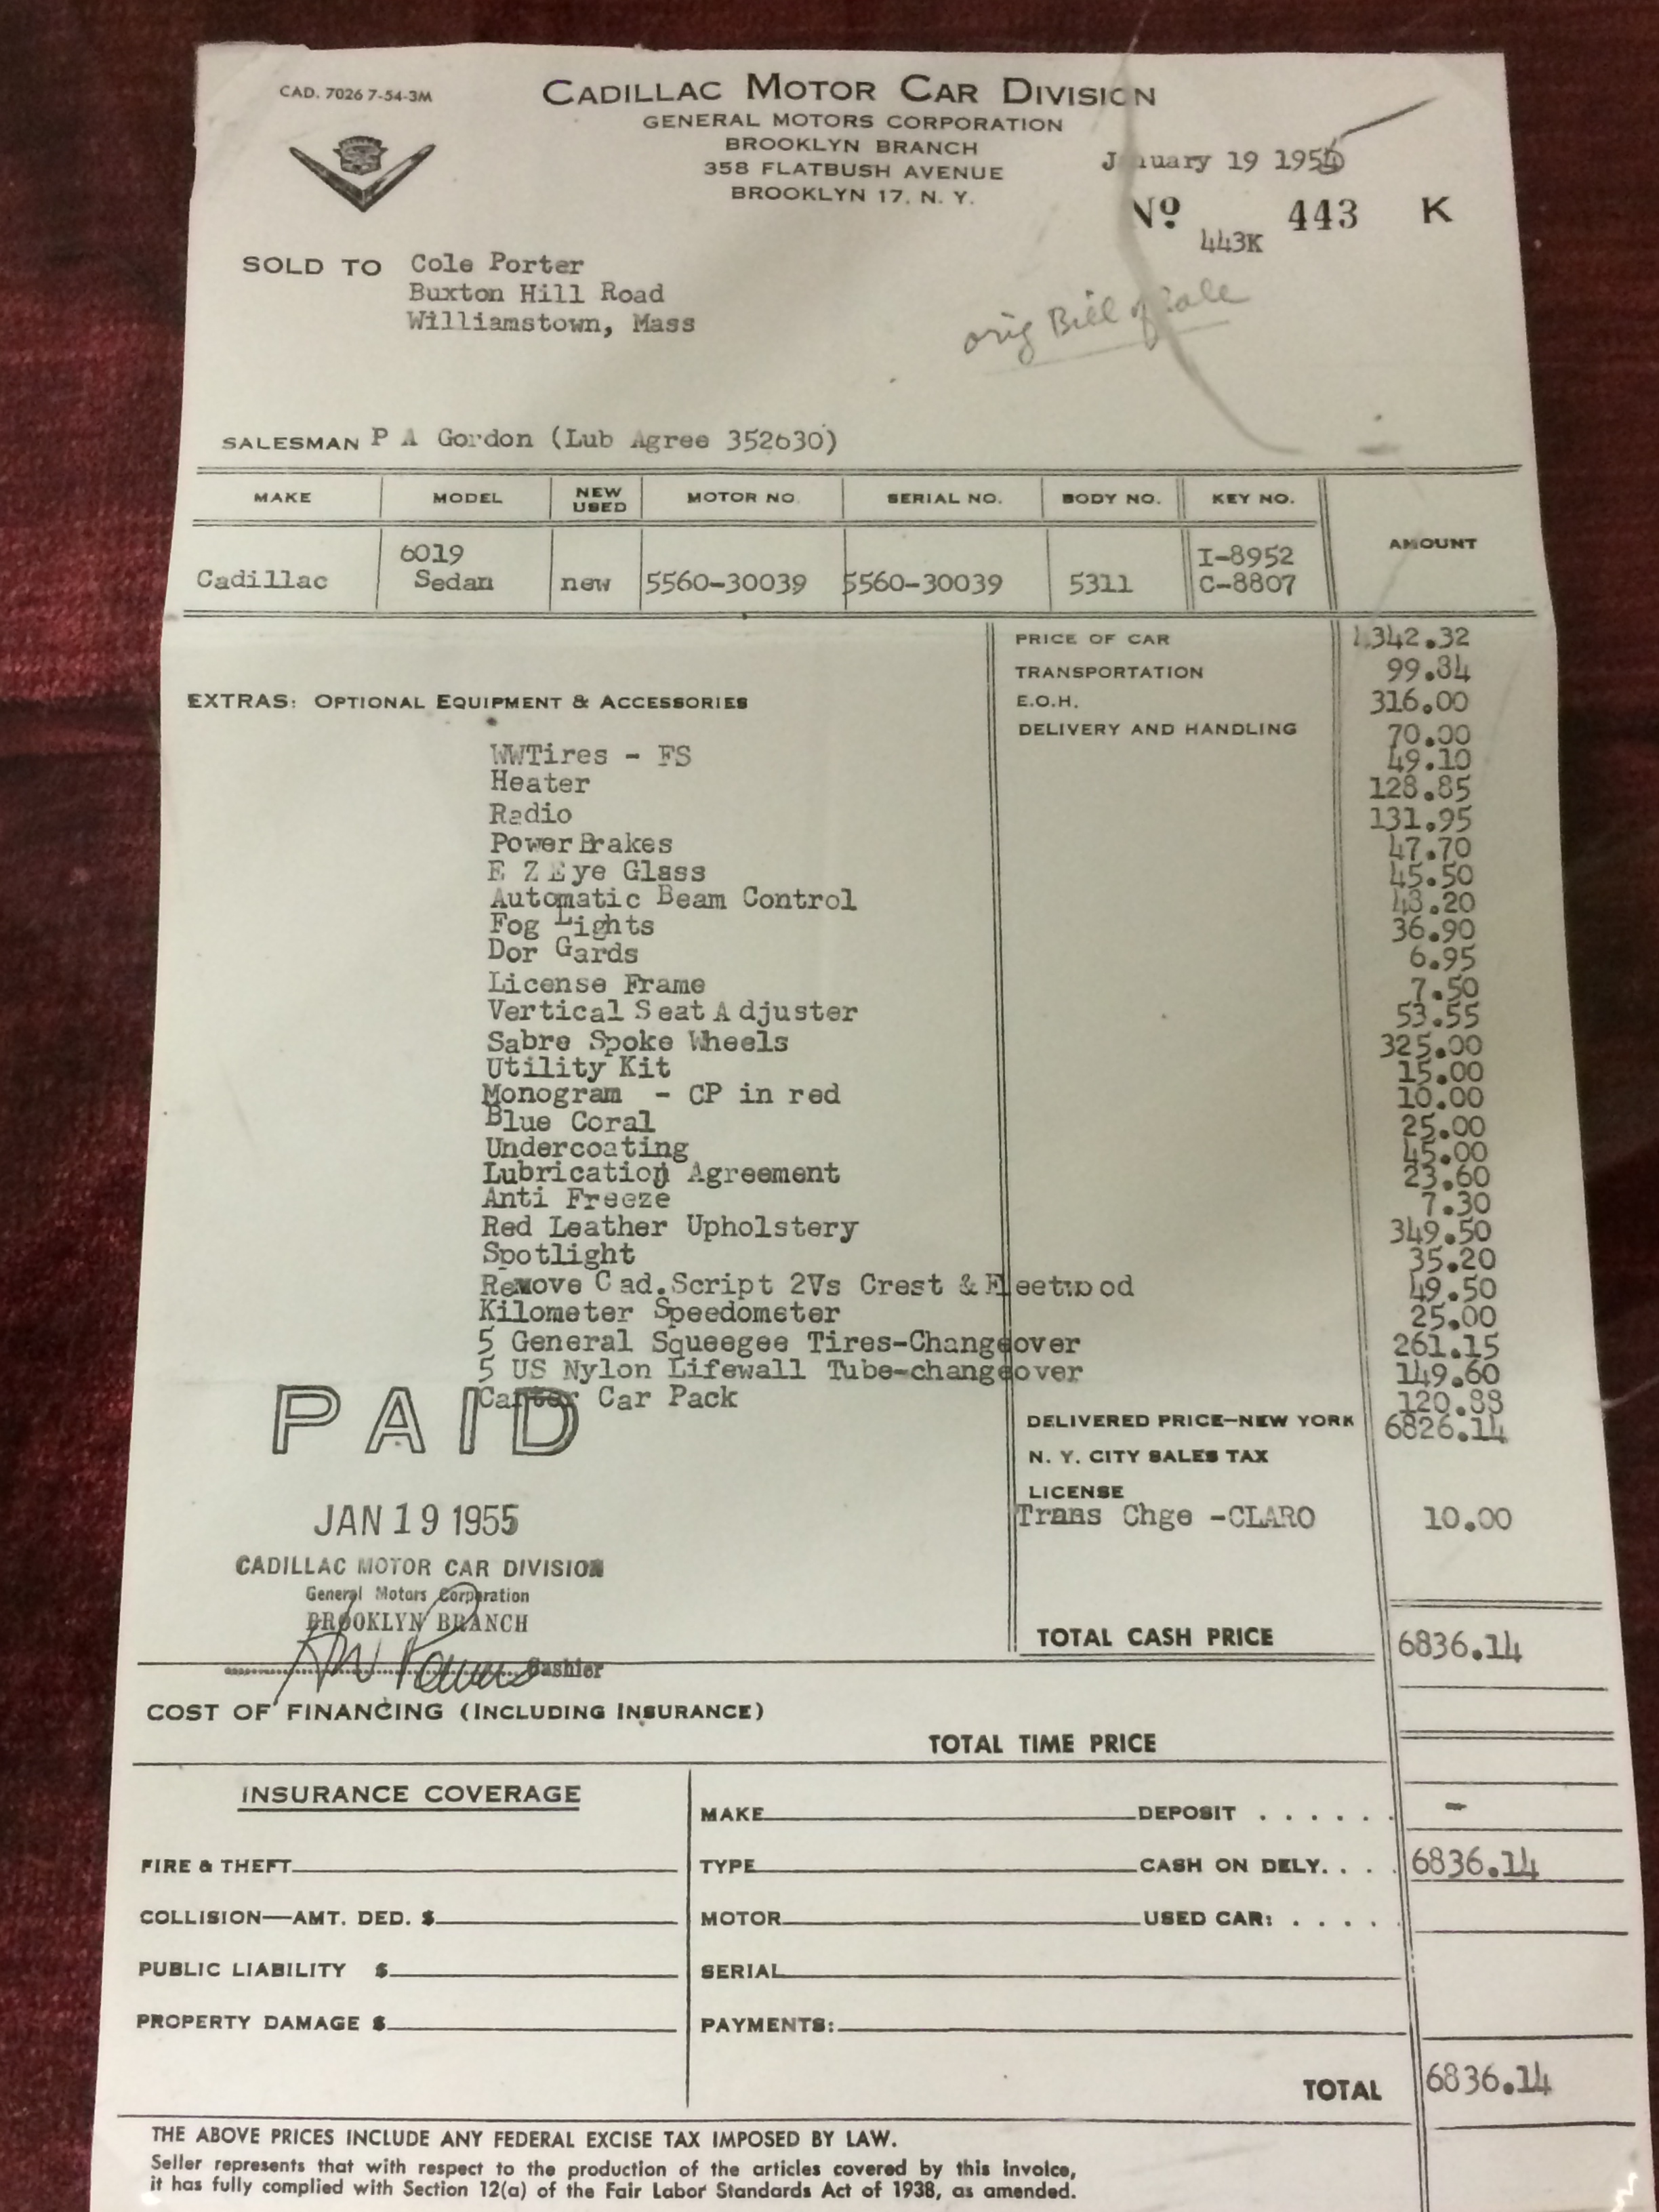 CAD. 7026 7-54-3M
CADILLAC MOTOR CAR DIVISION
GENERAL MOTORS CORPORATION
BROOKLYN BRANCH
358 FLATBUSH AVENUE
BROOKLYN 17, N. Y.
January 19 1955
Nº 443 K
443K
SOLD TO Cole Porter
Buxton Hill Road
Williamstown, Mass
orig Bill of Sale
SALESMAN P A Gordon (Lub Agree 352630)
MAKE MODEL NEW USED MOTOR NO. SERIAL NO. BODY NO. KEY NO. AMOUNT
6019 I-8952
Cadillac Sedan new 5560-30039 5560-30039 5311 C-8807
PRICE OF CAR 4342.32
TRANSPORTATION 99.84
EXTRAS: OPTIONAL EQUIPMENT & ACCESSORIES E.O.H. 316.00
DELIVERY AND HANDLING 70.00
WWTires - FS 49.10
Heater 128.85
Radio 131.95
Power Brakes 47.70
E Z Eye Glass 45.50
Automatic Beam Control 48.20
Fog Lights 36.90
Dor Gards 6.95
License Frame 7.50
Vertical Seat Adjuster 53.55
Sabre Spoke Wheels 325.00
Utility Kit 15.00
Monogram - CP in red 10.00
Blue Coral 25.00
Undercoating 45.00
Lubrication Agreement 23.60
Anti Freeze 7.30
Red Leather Upholstery 349.50
Spotlight 35.20
Remove Cad.Script 2Vs Crest & Fleetwood 49.50
Kilometer Speedometer 25.00
5 General Squeegee Tires-Changeover 261.15
5 US Nylon Lifewall Tube-changeover 149.60
Car Pack 120.88
PAID
DELIVERED PRICE—NEW YORK 6826.14
N. Y. CITY SALES TAX
LICENSE
Trans Chge -CLARO 10.00
JAN 19 1955
CADILLAC MOTOR CAR DIVISION
General Motors Corporation
BROOKLYN BRANCH
Cashier
TOTAL CASH PRICE 6836.14
COST OF FINANCING (INCLUDING INSURANCE)
TOTAL TIME PRICE
INSURANCE COVERAGE
MAKE DEPOSIT . . . . . . -
FIRE & THEFT TYPE CASH ON DELY. . . . 6836.14
COLLISION—AMT. DED. $ MOTOR USED CAR: . . . . .
PUBLIC LIABILITY $ SERIAL
PROPERTY DAMAGE $ PAYMENTS:
TOTAL 6836.14
THE ABOVE PRICES INCLUDE ANY FEDERAL EXCISE TAX IMPOSED BY LAW.
Seller represents that with respect to the production of the articles covered by this invoice,
it has fully complied with Section 12(a) of the Fair Labor Standards Act of 1938, as amended.